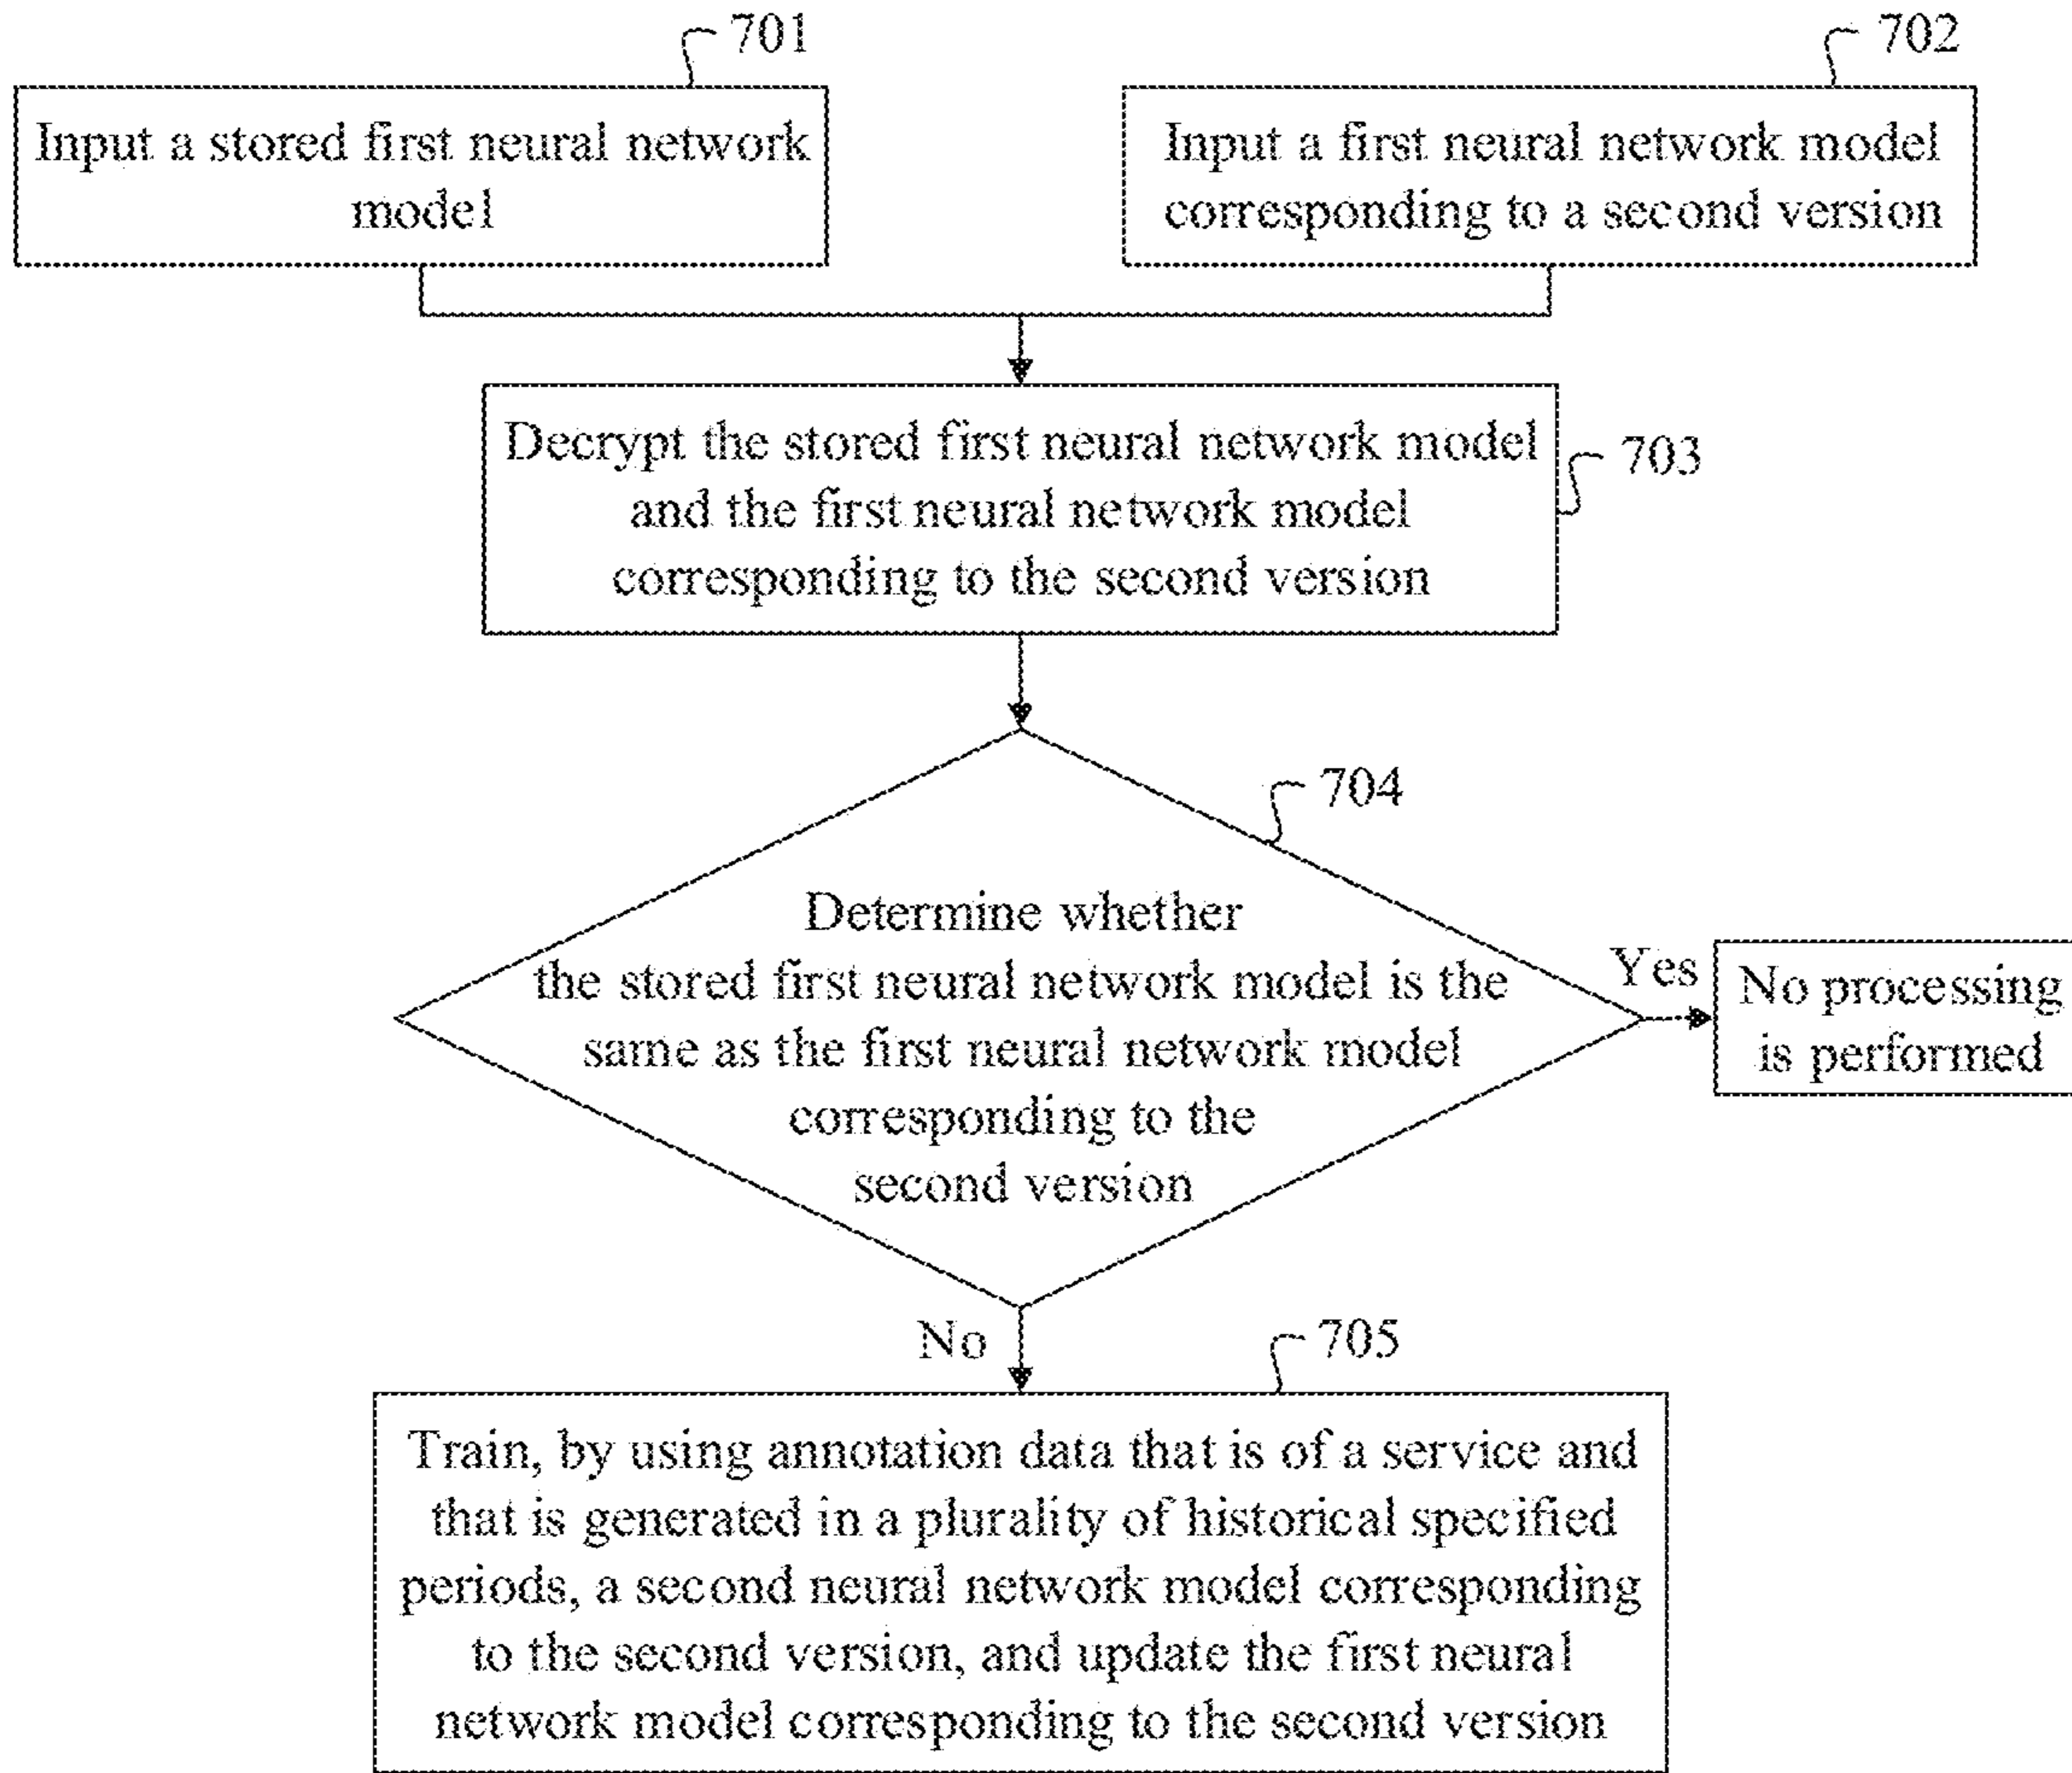 701
Input a stored first neural network
model
702
Input a first neural network model
corresponding to a second version
Decrypt the stored first neural network model
and the first neural network model
corresponding to the second version
703
704
Determine whether
the stored first neural network model is the
same as the first neural network model
corresponding to the
second version
Yes
No processing
is performed
No
705
Train, by using annotation data that is of a service and
that is generated in a plurality of historical specified
periods, a second neural network model corresponding
to the second version, and update the first neural
network model corresponding to the second version